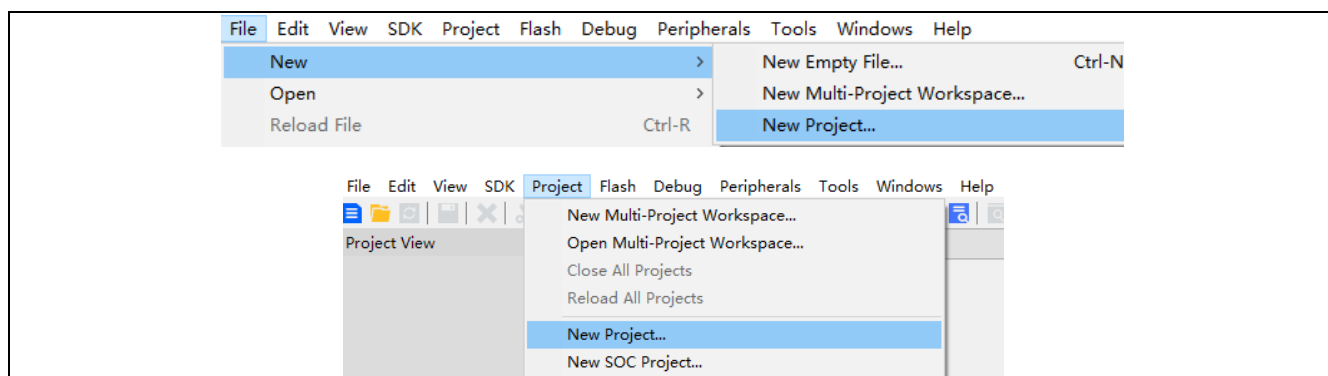 File Edit View SDK Project Flash Debug Peripherals Tools Windows Help
New > New Empty File... Ctrl-N
Open > New Multi-Project Workspace...
Reload File Ctrl-R New Project...
File Edit View SDK Project Flash Debug Peripherals Tools Windows Help
New Multi-Project Workspace...
Project View Open Multi-Project Workspace...
Close All Projects
Reload All Projects
New Project...
New SOC Project...